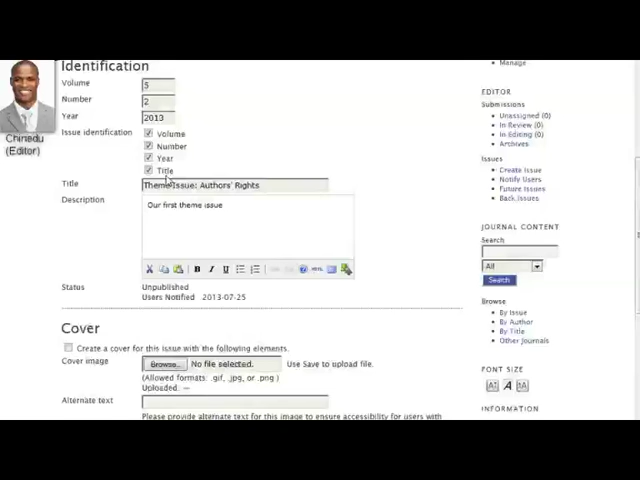 Identification
Volume 5
Number 2
Year 2013
Issue identification Volume
Number
Year
Title
Title Theme Issue: Authors' Rights
Description Our first theme issue
B I U HTML
Status Unpublished
Users Notified 2013-07-25
Cover
Create a cover for this issue with the following elements.
Cover image Browse... No file selected. Use Save to upload file.
(Allowed formats: .gif, .jpg, or .png )
Uploaded: —
Alternate text
Please provide alternate text for this image to ensure accessibility for users with
Chinedu
(Editor)
Manage
EDITOR
Submissions
Unassigned (0)
In Review (0)
In Editing (0)
Archives
Issues
Create Issue
Notify Users
Future Issues
Back Issues
JOURNAL CONTENT
Search
All
Search
Browse
By Issue
By Author
By Title
Other Journals
FONT SIZE
A A A
INFORMATION